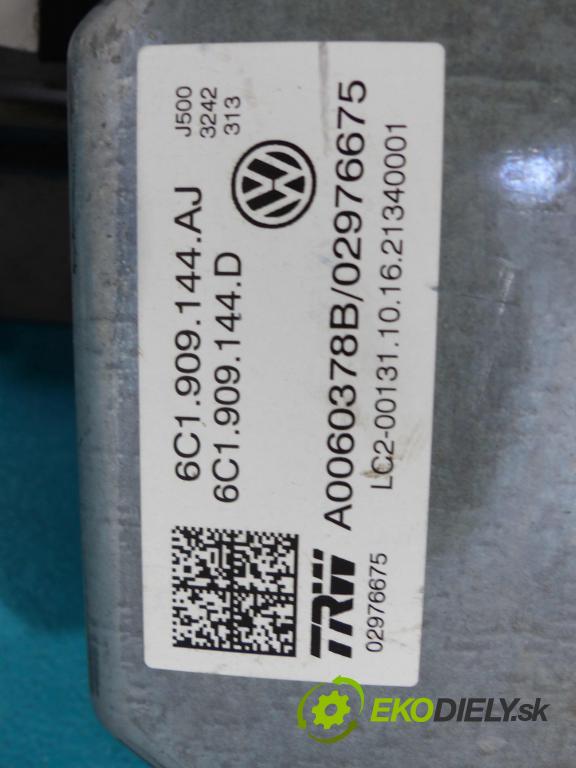 6C1.909.144.AJ
6C1.909.144.D
J500
3242
313
TRW A0060378B/02976675
02976675
LC2-00131.10.16.21340001
EKODIELY.sk